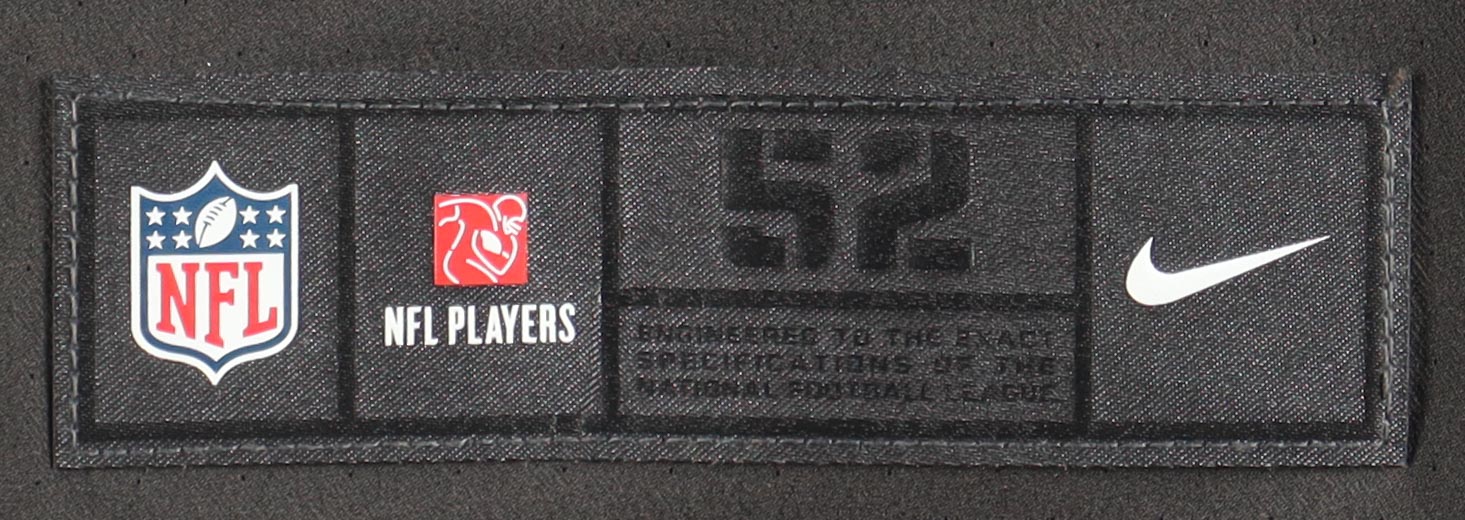 NFL
NFL PLAYERS
52
ENGINEERED TO THE EXACT
SPECIFICATIONS OF THE
NATIONAL FOOTBALL LEAGUE